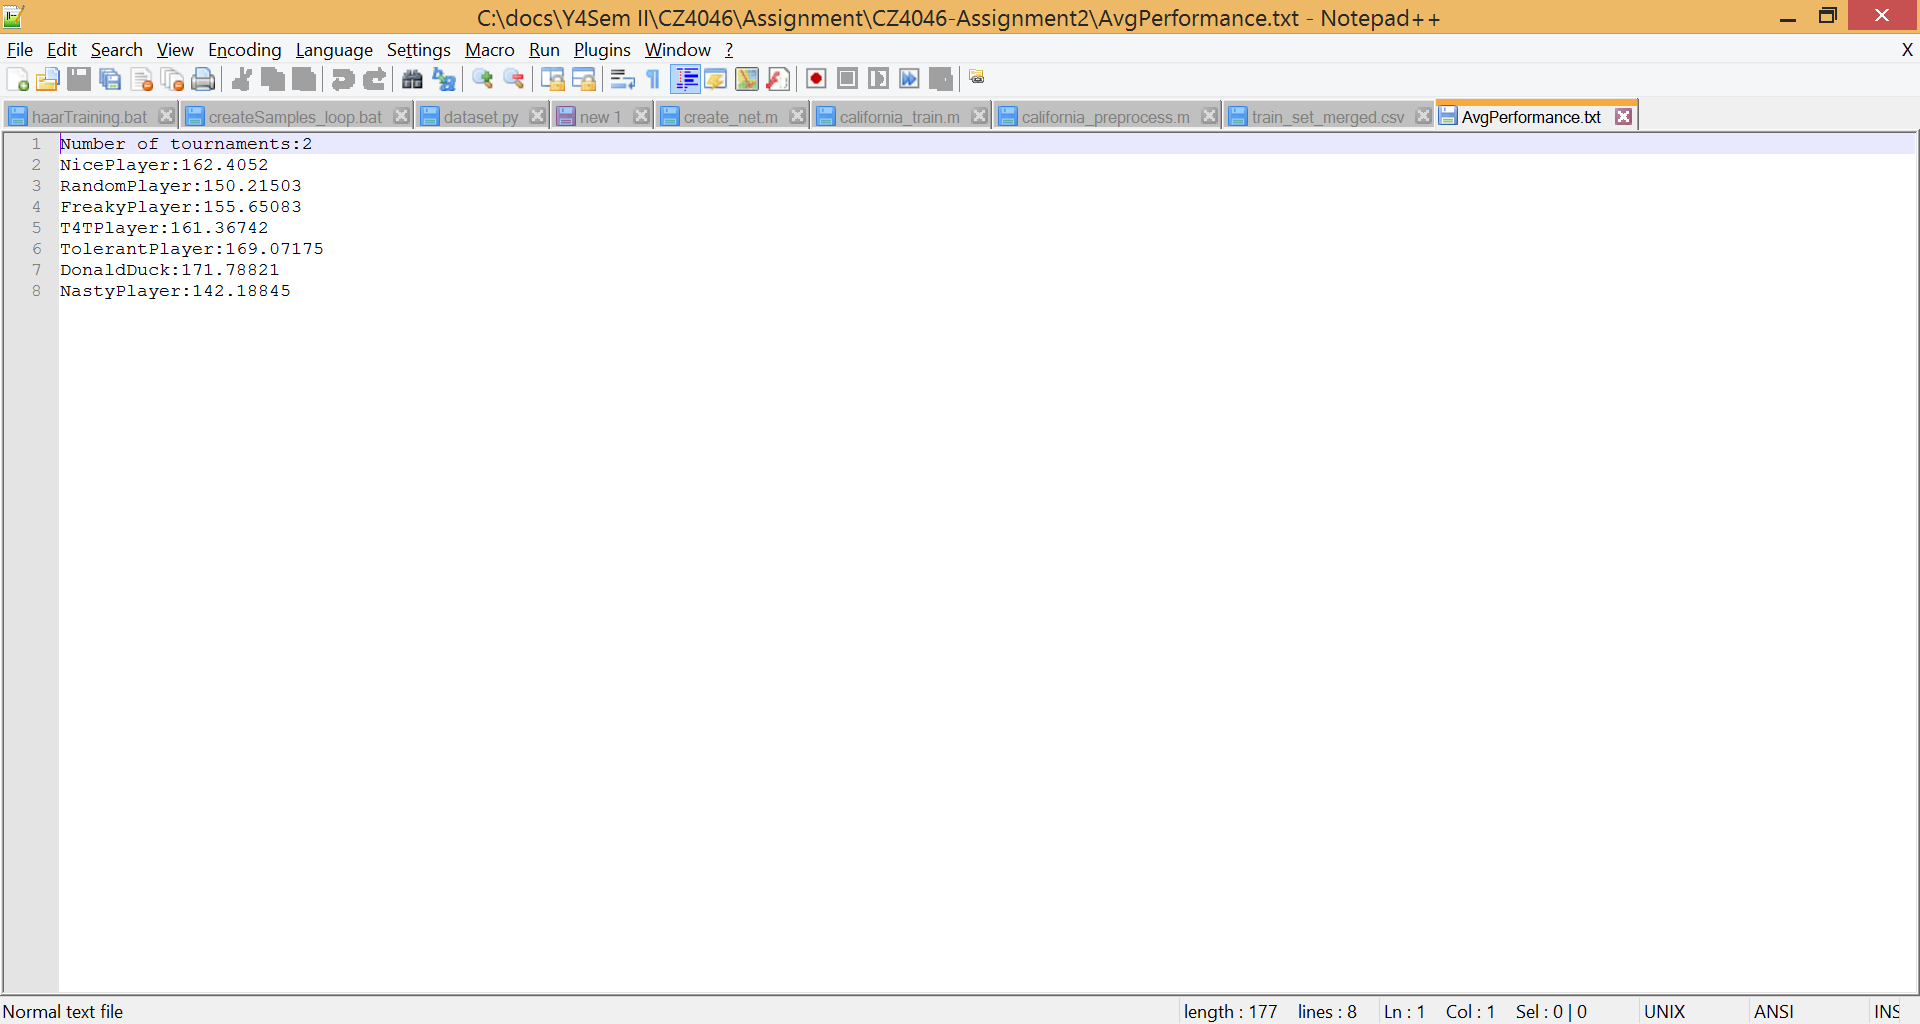 C:\docs\Y4Sem II\CZ4046\Assignment\CZ4046-Assignment2\AvgPerformance.txt - Notepad++
File Edit Search View Encoding Language Settings Macro Run Plugins Window ? X
haarTraining.bat createSamples_loop.bat dataset.py new 1 create_net.m california_train.m california_preprocess.m train_set_merged.csv AvgPerformance.txt
1 Number of tournaments:2
2 NicePlayer:162.4052
3 RandomPlayer:150.21503
4 FreakyPlayer:155.65083
5 T4TPlayer:161.36742
6 TolerantPlayer:169.07175
7 DonaldDuck:171.78821
8 NastyPlayer:142.18845
Normal text file length : 177 lines : 8 Ln : 1 Col : 1 Sel : 0 | 0 UNIX ANSI INS